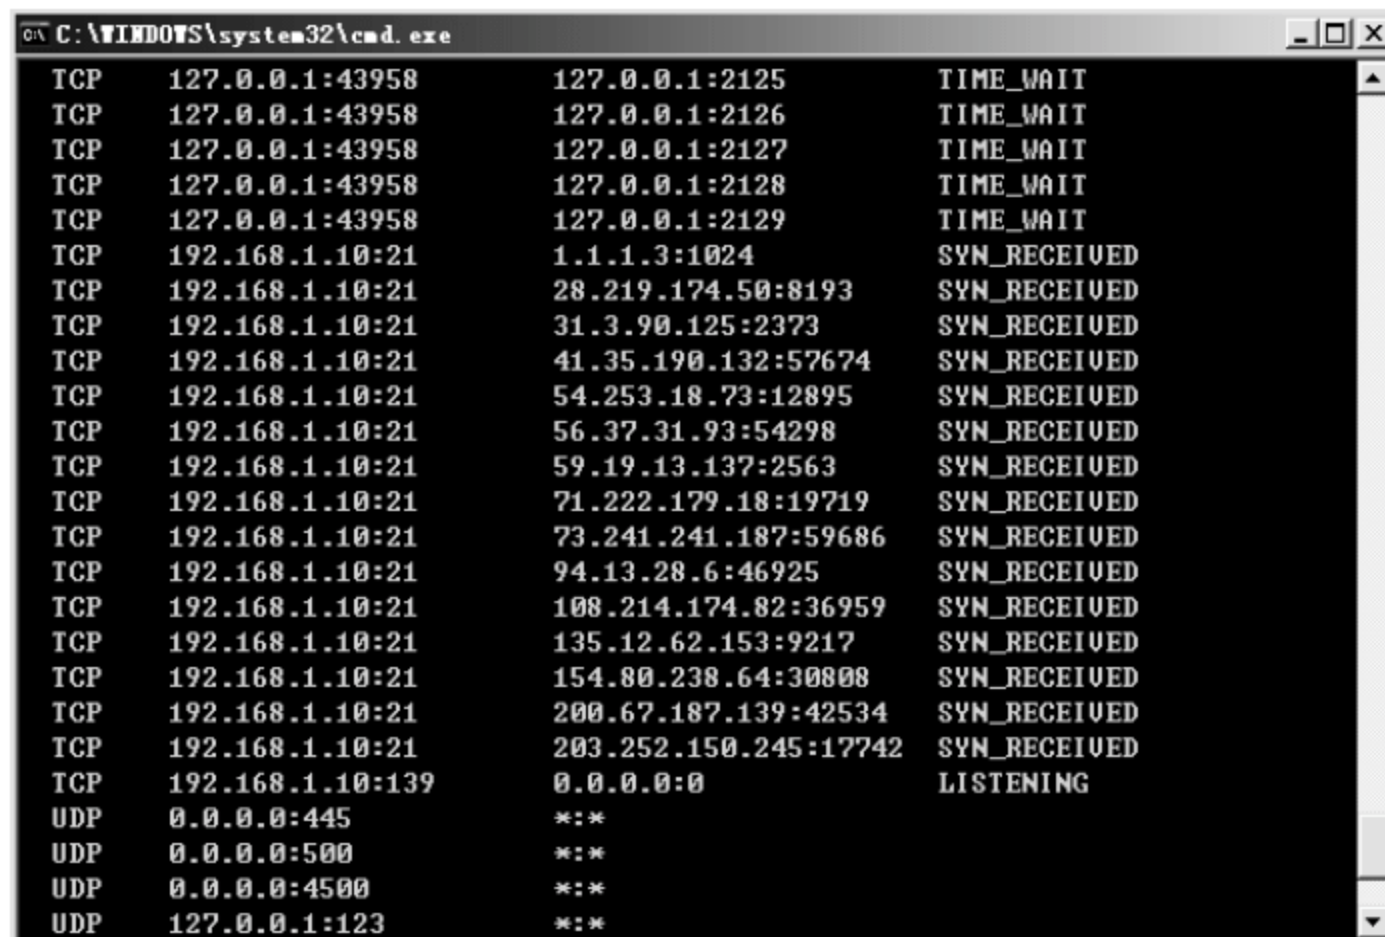 C:\WINDOWS\system32\cmd.exe
TCP 127.0.0.1:43958 127.0.0.1:2125 TIME_WAIT
TCP 127.0.0.1:43958 127.0.0.1:2126 TIME_WAIT
TCP 127.0.0.1:43958 127.0.0.1:2127 TIME_WAIT
TCP 127.0.0.1:43958 127.0.0.1:2128 TIME_WAIT
TCP 127.0.0.1:43958 127.0.0.1:2129 TIME_WAIT
TCP 192.168.1.10:21 1.1.1.3:1024 SYN_RECEIVED
TCP 192.168.1.10:21 28.219.174.50:8193 SYN_RECEIVED
TCP 192.168.1.10:21 31.3.90.125:2373 SYN_RECEIVED
TCP 192.168.1.10:21 41.35.190.132:57674 SYN_RECEIVED
TCP 192.168.1.10:21 54.253.18.73:12895 SYN_RECEIVED
TCP 192.168.1.10:21 56.37.31.93:54298 SYN_RECEIVED
TCP 192.168.1.10:21 59.19.13.137:2563 SYN_RECEIVED
TCP 192.168.1.10:21 71.222.179.18:19719 SYN_RECEIVED
TCP 192.168.1.10:21 73.241.241.187:59686 SYN_RECEIVED
TCP 192.168.1.10:21 94.13.28.6:46925 SYN_RECEIVED
TCP 192.168.1.10:21 108.214.174.82:36959 SYN_RECEIVED
TCP 192.168.1.10:21 135.12.62.153:9217 SYN_RECEIVED
TCP 192.168.1.10:21 154.80.238.64:30808 SYN_RECEIVED
TCP 192.168.1.10:21 200.67.187.139:42534 SYN_RECEIVED
TCP 192.168.1.10:21 203.252.150.245:17742 SYN_RECEIVED
TCP 192.168.1.10:139 0.0.0.0:0 LISTENING
UDP 0.0.0.0:445 *:*
UDP 0.0.0.0:500 *:*
UDP 0.0.0.0:4500 *:*
UDP 127.0.0.1:123 *:*